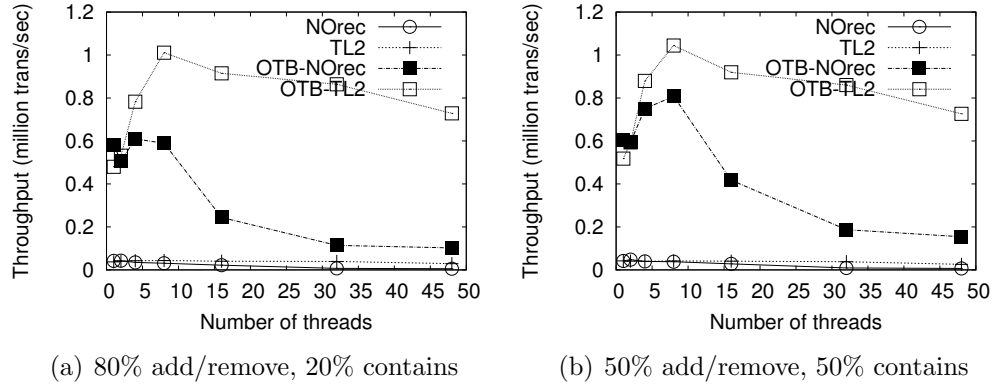 Throughput (million trans/sec)
1.2
1
0.8
0.6
0.4
0.2
0
0 5 10 15 20 25 30 35 40 45 50
Number of threads
NOrec
TL2
OTB-NOrec
OTB-TL2
(a) 80% add/remove, 20% contains
Throughput (million trans/sec)
1.2
1
0.8
0.6
0.4
0.2
0
0 5 10 15 20 25 30 35 40 45 50
Number of threads
NOrec
TL2
OTB-NOrec
OTB-TL2
(b) 50% add/remove, 50% contains